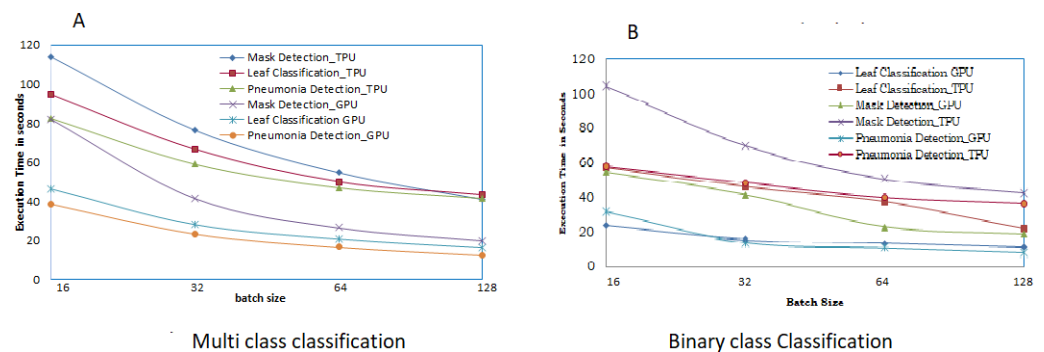 A
120
100
80
60
40
20
0
Execution Time in seconds
Mask Detection_TPU
Leaf Classification_TPU
Pneumonia Detection_TPU
Mask Detection_GPU
Leaf Classification GPU
Pneumonia Detection_GPU
16 32 64 128
batch size
Multi class classification
B
120
100
80
60
40
20
0
Execution Time in Seconds
Leaf Classification GPU
Leaf Classification_TPU
Mask Detection_GPU
Mask Detection_TPU
Pneumonia Detection_GPU
Pneumonia Detection_TPU
16 32 64 128
Batch Size
Binary class Classification